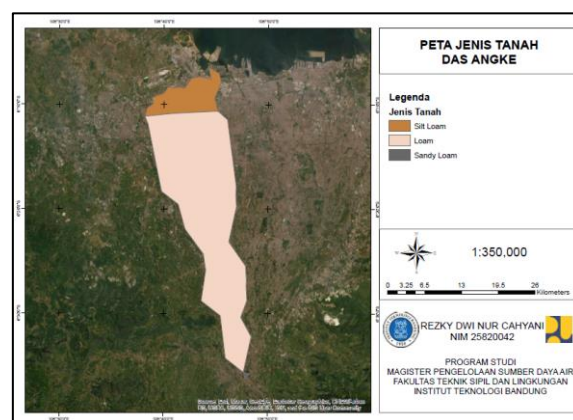 PETA JENIS TANAH
DAS ANGKE
Legenda
Jenis Tanah
Silt Loam
Loam
Sandy Loam
1:350,000
0 3.25 6.5 13 19.5 26
Kilometers
REZKY DWI NUR CAHYANI
NIM 25820042
PROGRAM STUDI
MAGISTER PENGELOLAAN SUMBER DAYA AIR
FAKULTAS TEKNIK SIPIL DAN LINGKUNGAN
INSTITUT TEKNOLOGI BANDUNG